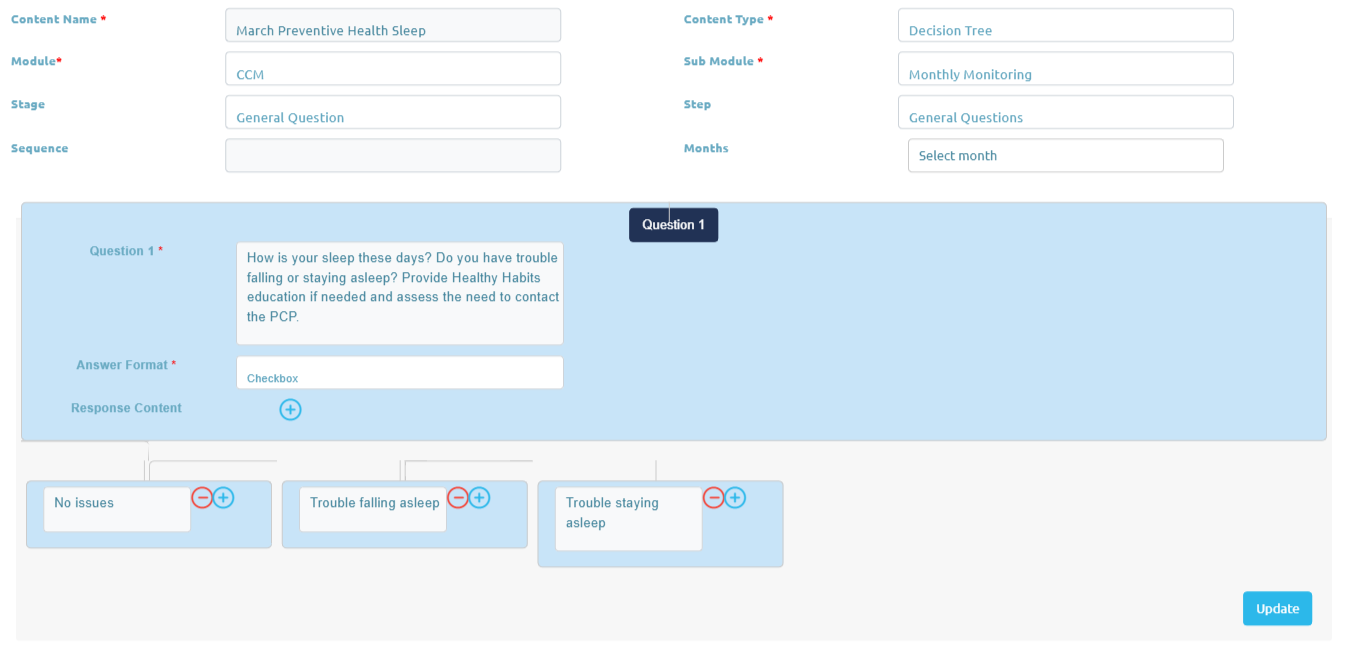 Content Name *
March Preventive Health Sleep
Content Type *
Decision Tree
Module*
CCM
Sub Module *
Monthly Monitoring
Stage
General Question
Step
General Questions
Sequence
Months
Select month
Question 1
Question 1 *
How is your sleep these days? Do you have trouble
falling or staying asleep? Provide Healthy Habits
education if needed and assess the need to contact
the PCP.
Answer Format *
Checkbox
Response Content
No issues
Trouble falling asleep
Trouble staying
asleep
Update